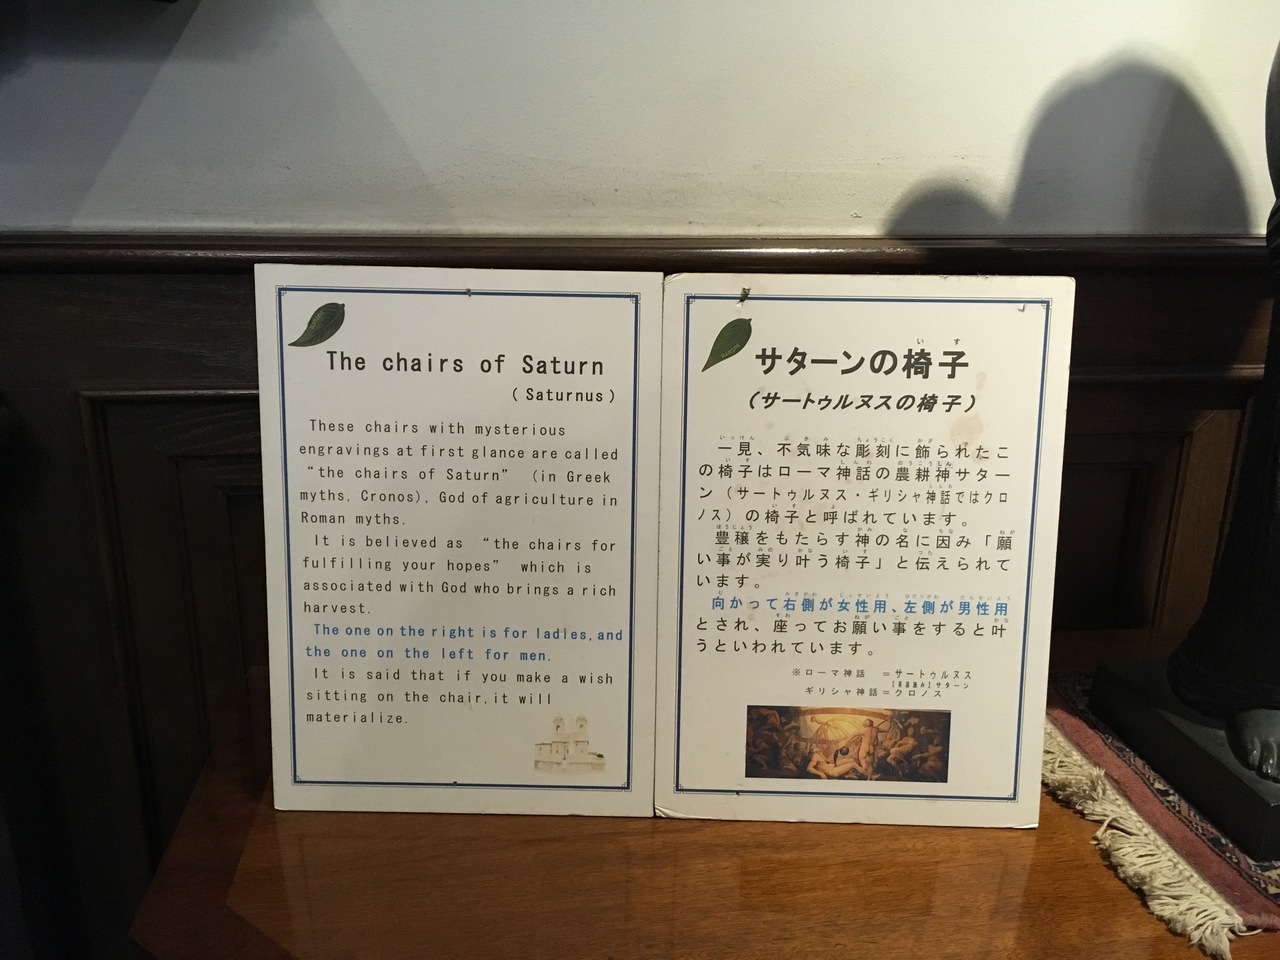 The chairs of Saturn
(Saturnus)
These chairs with mysterious
engravings at first glance are called
“the chairs of Saturn” (in Greek
myths, Cronos), God of agriculture in
Roman myths.
It is believed as “the chairs for
fulfilling your hopes” which is
associated with God who brings a rich
harvest.
The one on the right is for ladies, and
the one on the left for men.
It is said that if you make a wish
sitting on the chair, it will
materialize.
サターンの椅子
(サートゥルヌスの椅子)
一見、不気味な彫刻に飾られたこ
の椅子はローマ神話の農耕神サター
ン(サートゥルヌス・ギリシャ神話ではクロ
ノス)の椅子と呼ばれています。
豊穣をもたらす神の名に因み「願
い事が実り叶う椅子」と伝えられて
います。
向かって右側が女性用、左側が男性用
とされ、座ってお願い事をすると叶
うといわれています。
※ローマ神話 =サートゥルヌス
[英語読み]サターン
ギリシャ神話=クロノス